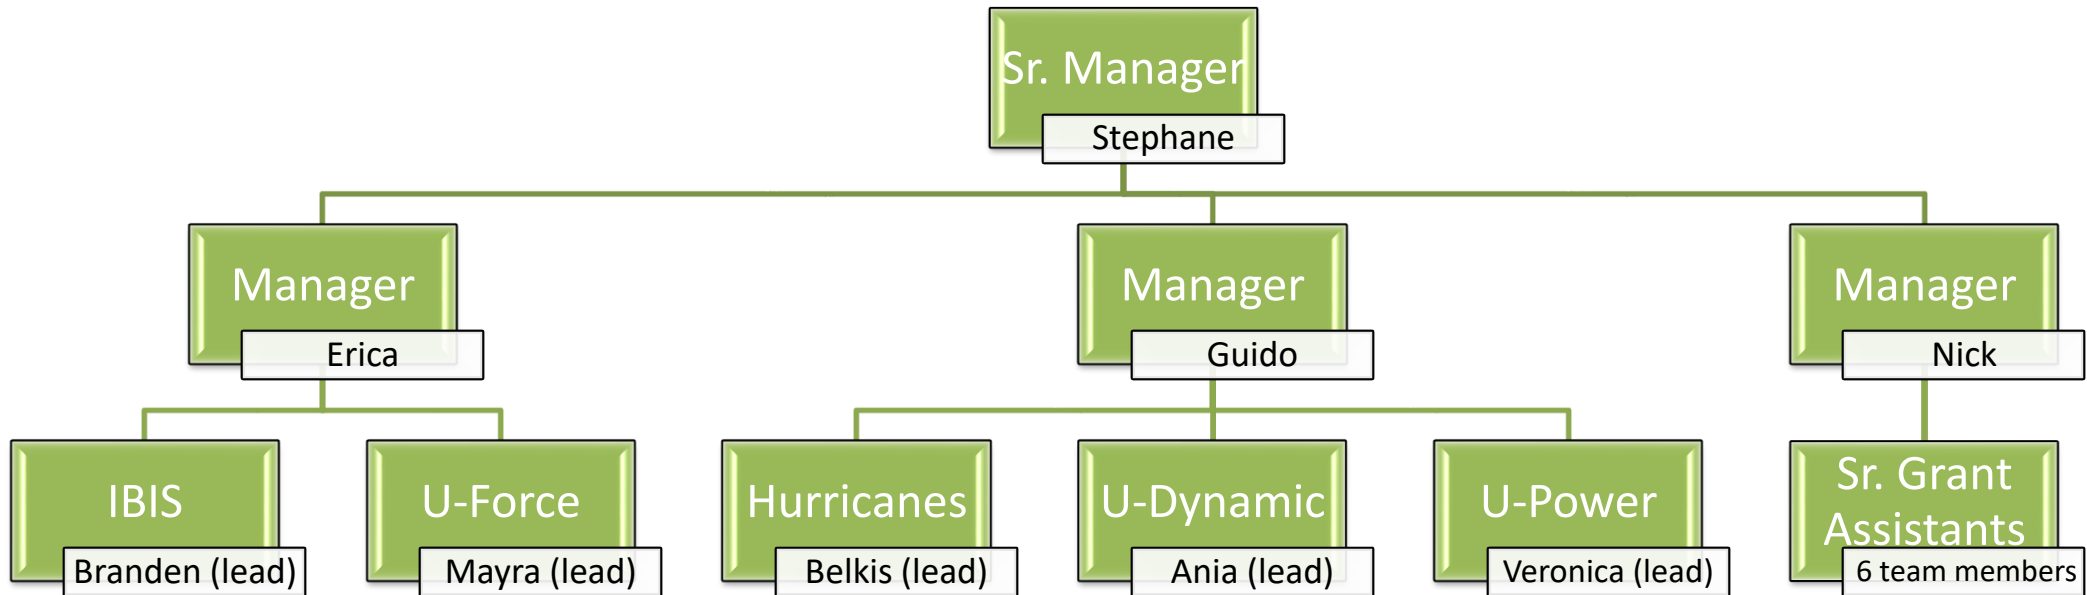 Sr. Manager
Stephane
Manager
Erica
Manager
Guido
Manager
Nick
IBIS
Branden (lead)
U-Force
Mayra (lead)
Hurricanes
Belkis (lead)
U-Dynamic
Ania (lead)
U-Power
Veronica (lead)
Sr. Grant
Assistants
6 team members